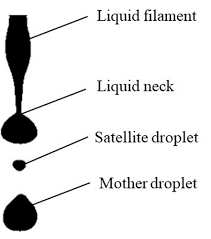 Liquid filament
Liquid neck
Satellite droplet
Mother droplet